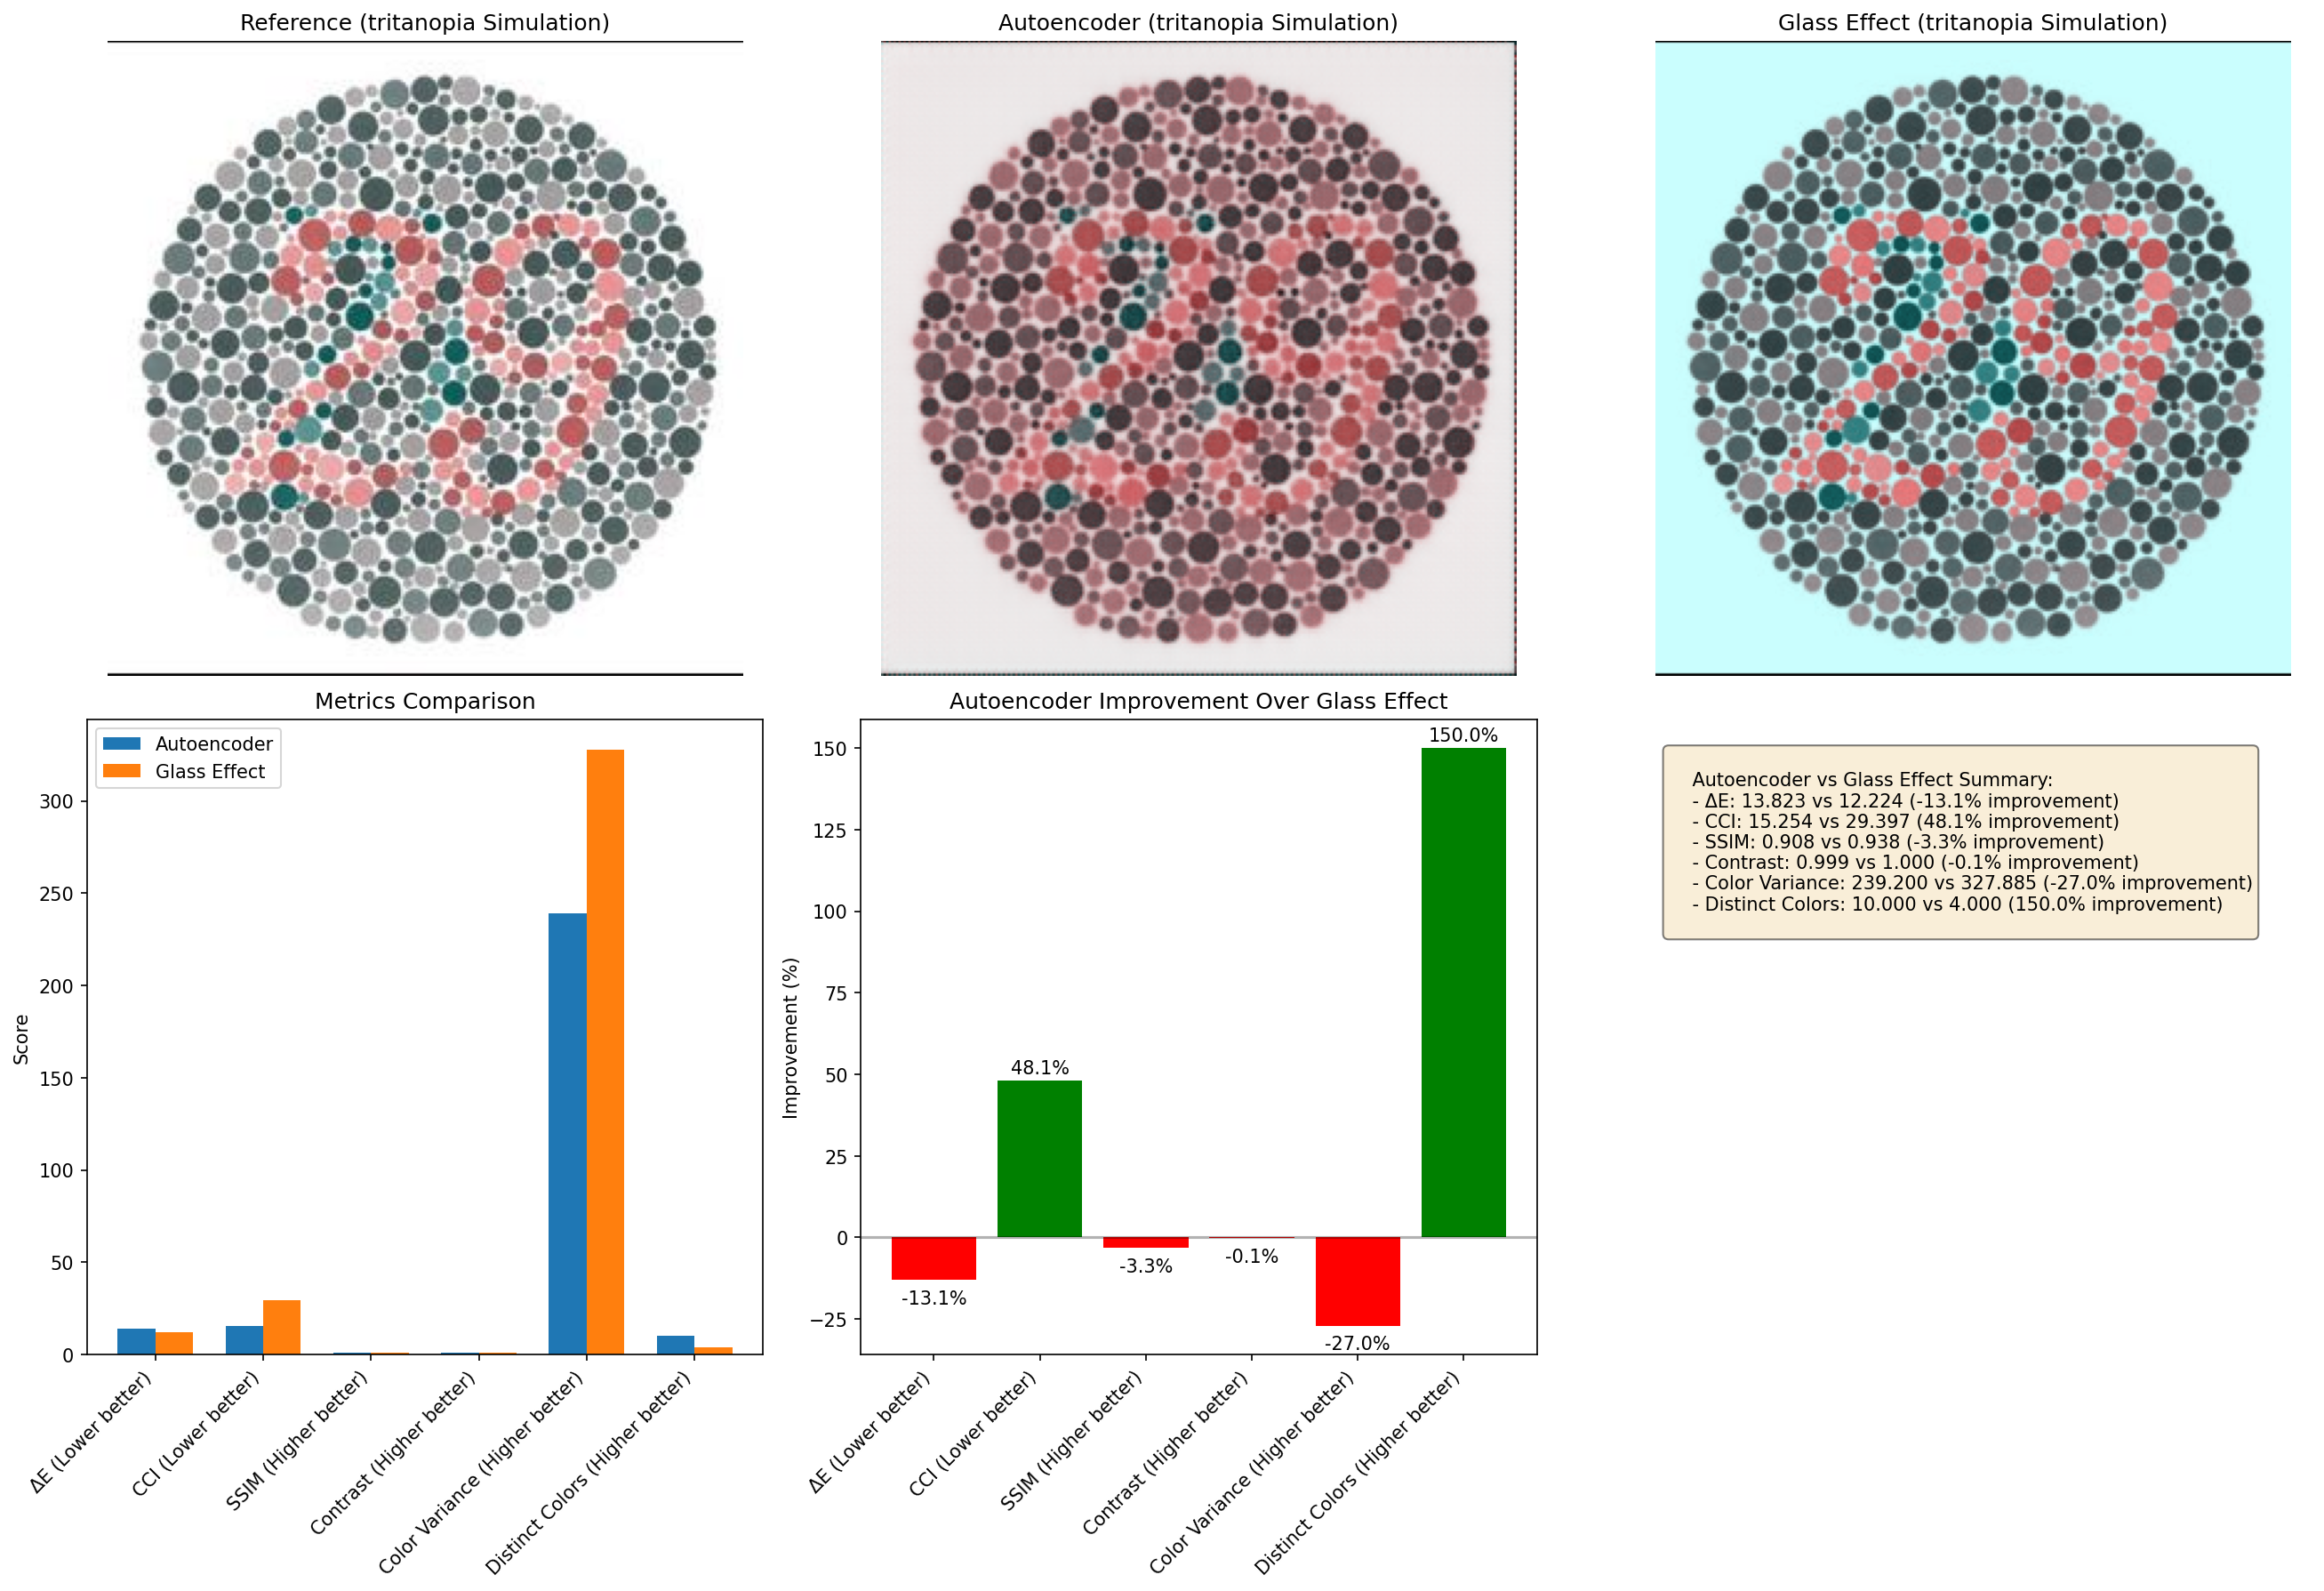 Reference (tritanopia Simulation)
Autoencoder (tritanopia Simulation)
Glass Effect (tritanopia Simulation)
Metrics Comparison
Autoencoder
Glass Effect
Score
300
250
200
150
100
50
0
ΔE (Lower better)
CCI (Lower better)
SSIM (Higher better)
Contrast (Higher better)
Color Variance (Higher better)
Distinct Colors (Higher better)
Autoencoder Improvement Over Glass Effect
Improvement (%)
150
125
100
75
50
25
0
−25
-13.1%
48.1%
-3.3%
-0.1%
-27.0%
150.0%
ΔE (Lower better)
CCI (Lower better)
SSIM (Higher better)
Contrast (Higher better)
Color Variance (Higher better)
Distinct Colors (Higher better)
Autoencoder vs Glass Effect Summary:
- ΔE: 13.823 vs 12.224 (-13.1% improvement)
- CCI: 15.254 vs 29.397 (48.1% improvement)
- SSIM: 0.908 vs 0.938 (-3.3% improvement)
- Contrast: 0.999 vs 1.000 (-0.1% improvement)
- Color Variance: 239.200 vs 327.885 (-27.0% improvement)
- Distinct Colors: 10.000 vs 4.000 (150.0% improvement)